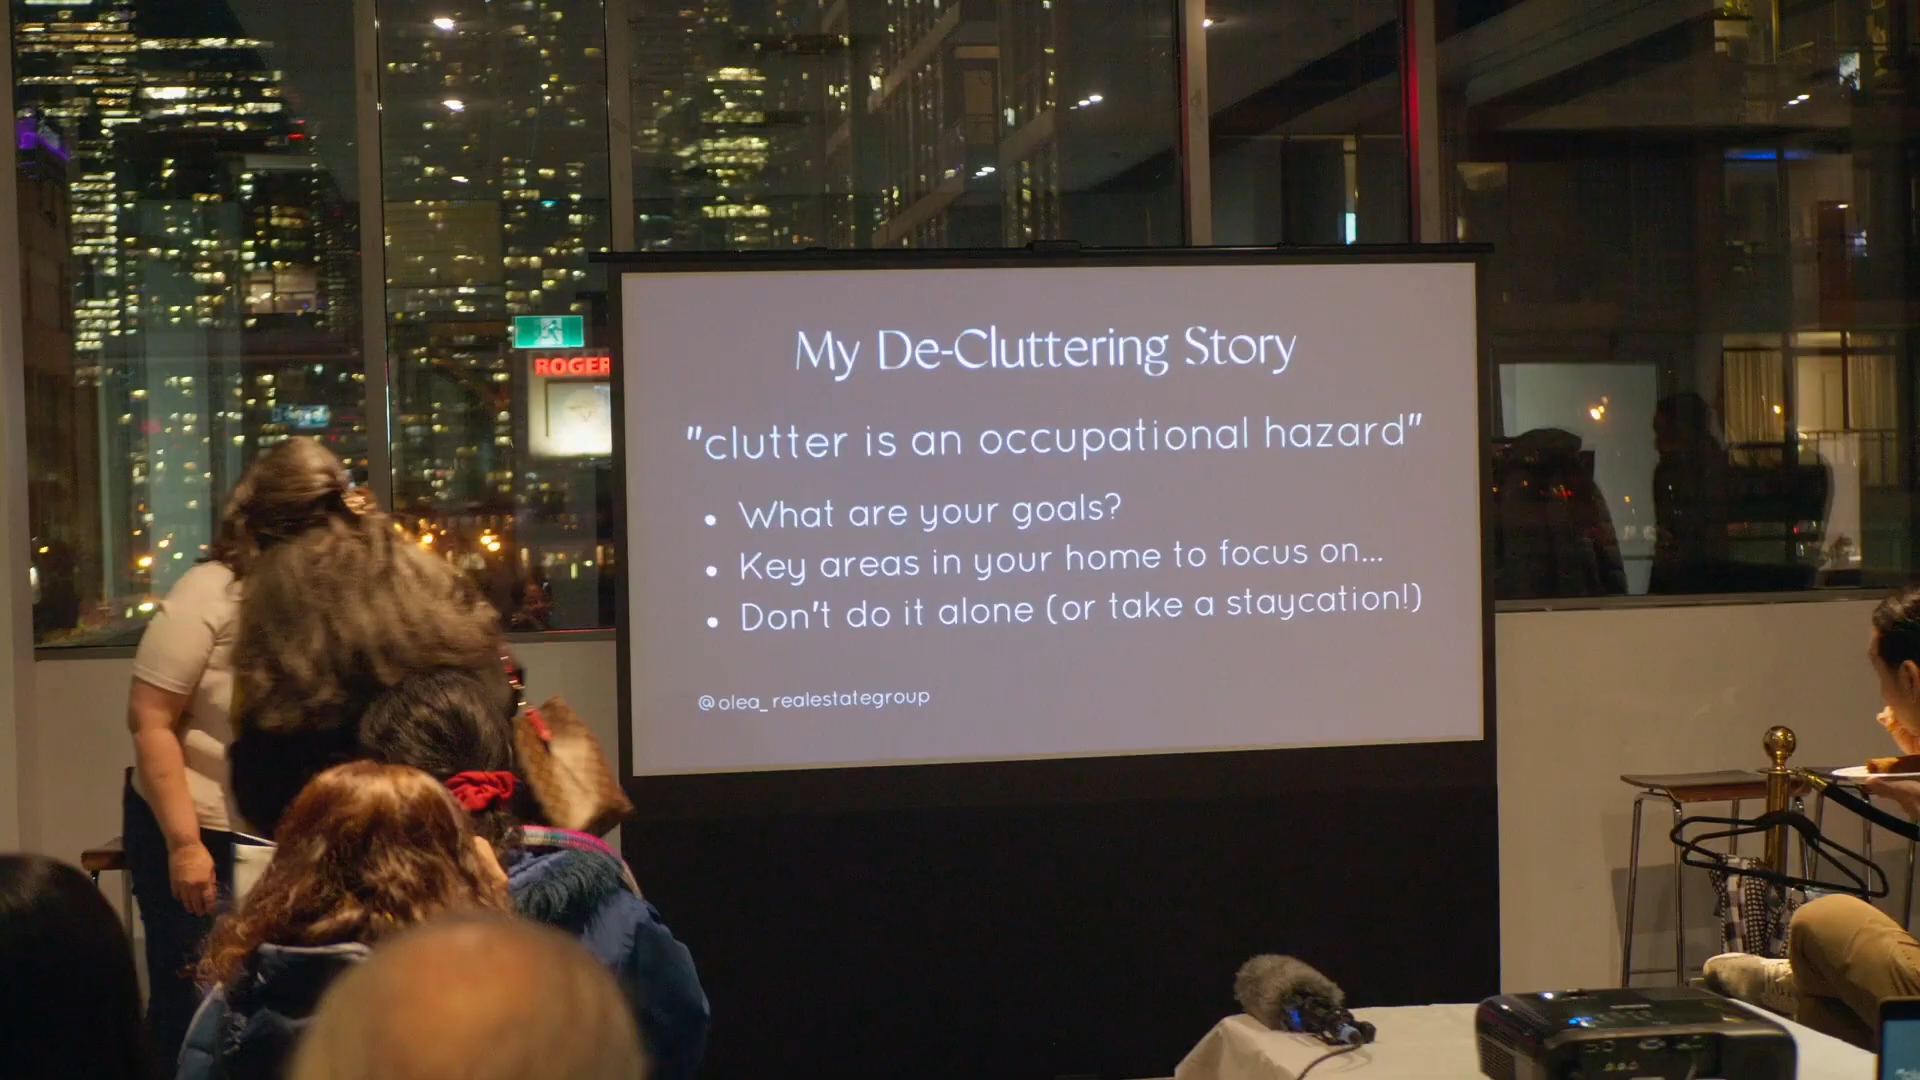 ROGER
My De-Cluttering Story
"clutter is an occupational hazard"
• What are your goals?
• Key areas in your home to focus on...
• Don't do it alone (or take a staycation!)
@olea_realestategroup